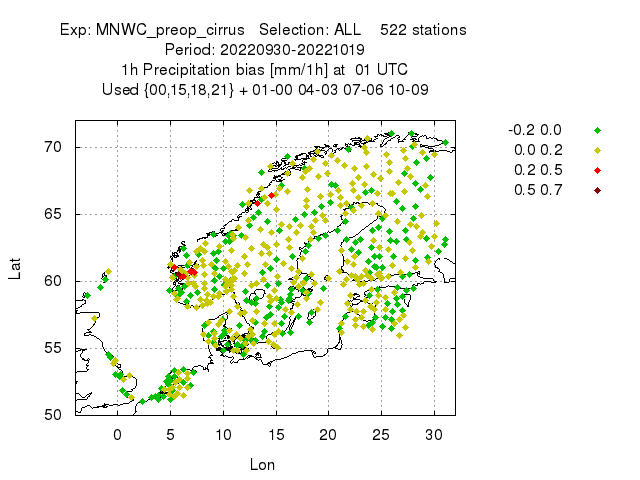 Exp: MNWC_preop_cirrus Selection: ALL 522 stations
Period: 20220930-20221019
1h Precipitation bias [mm/1h] at 01 UTC
Used {00,15,18,21} + 01-00 04-03 07-06 10-09
-0.2 0.0
0.0 0.2
0.2 0.5
0.5 0.7
70
65
60
55
50
Lat
0 5 10 15 20 25 30
Lon